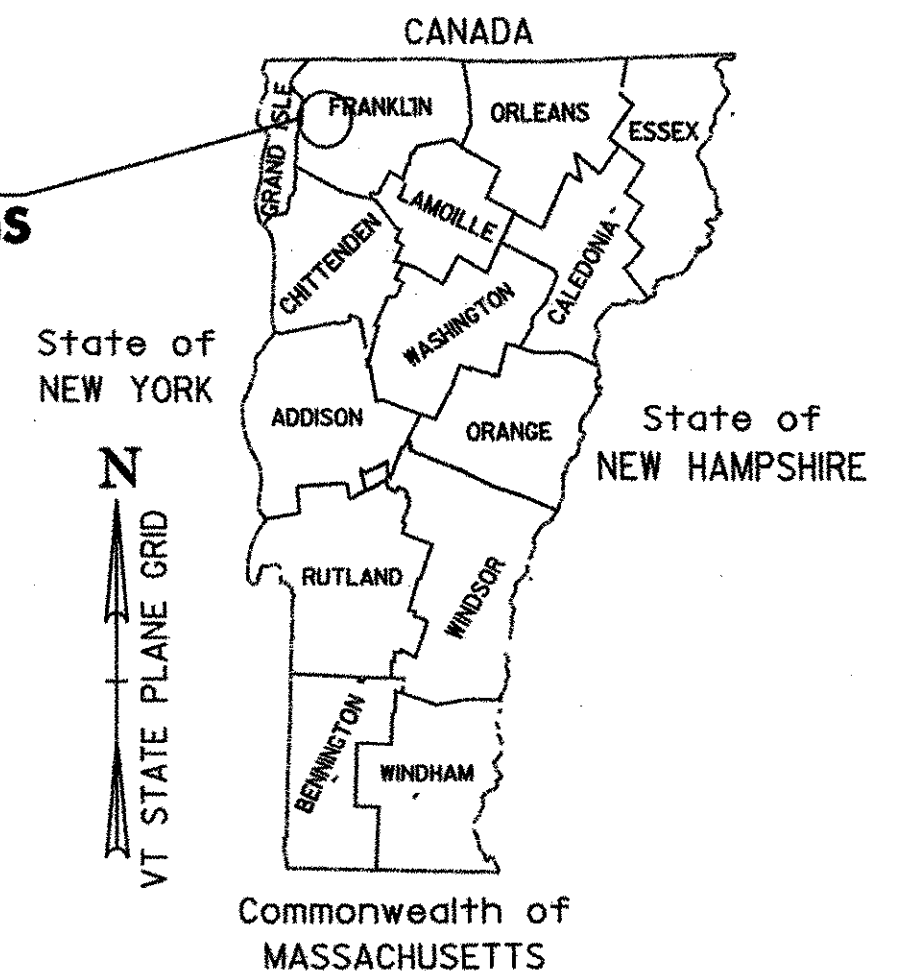 CANADA
GRAND ISLE
FRANKLIN
ORLEANS
ESSEX
LAMOILLE
CHITTENDEN
CALEDONIA
WASHINGTON
State of
NEW YORK
ADDISON
ORANGE
State of
NEW HAMPSHIRE
N
VT STATE PLANE GRID
RUTLAND
WINDSOR
BENNINGTON
WINDHAM
Commonwealth of
MASSACHUSETTS